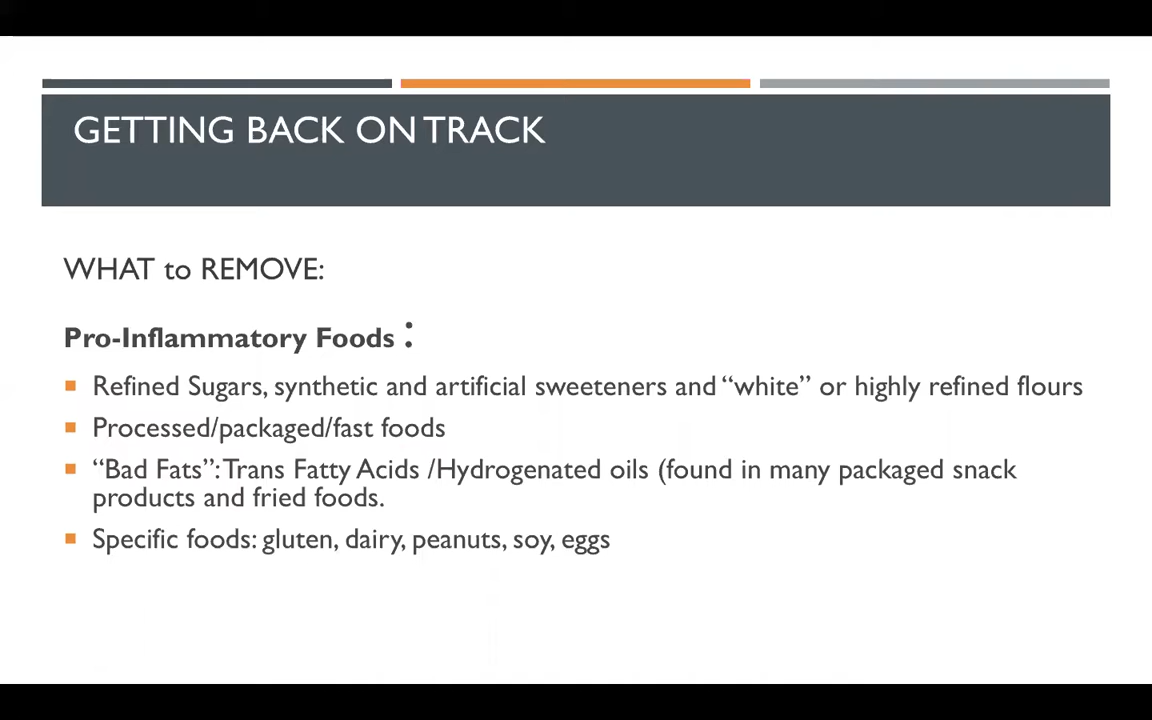 GETTING BACK ON TRACK
WHAT to REMOVE:
Pro-Inflammatory Foods :
Refined Sugars, synthetic and artificial sweeteners and “white” or highly refined flours
Processed/packaged/fast foods
“Bad Fats”: Trans Fatty Acids /Hydrogenated oils (found in many packaged snack
products and fried foods.
Specific foods: gluten, dairy, peanuts, soy, eggs